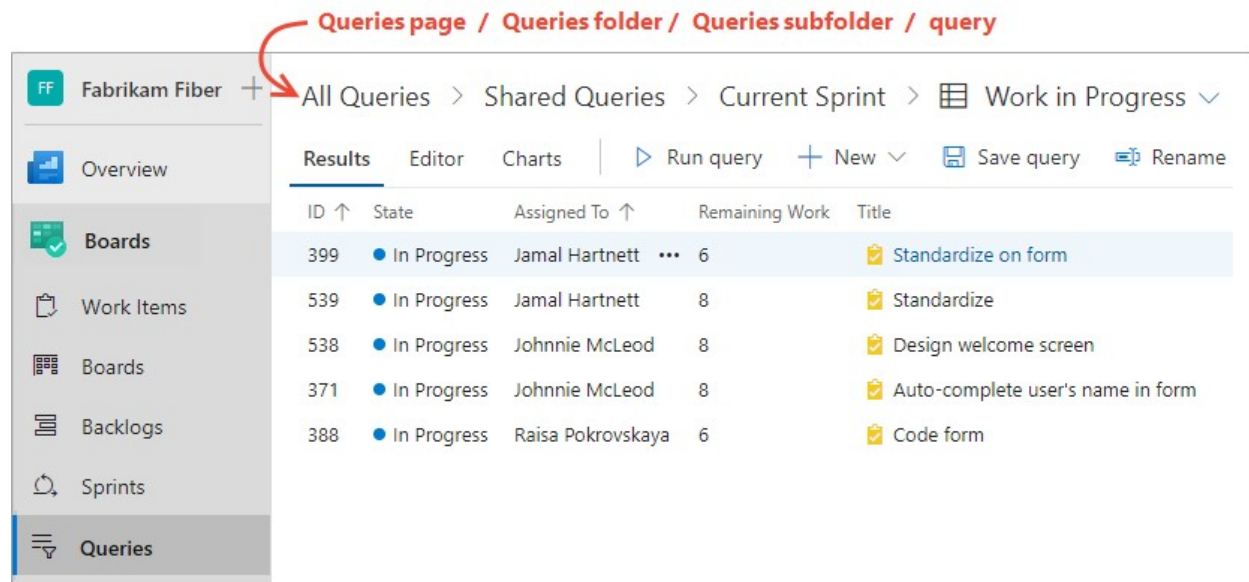 Queries page / Queries folder / Queries subfolder / query
FF Fabrikam Fiber
All Queries > Shared Queries > Current Sprint > Work in Progress
Overview
Results Editor Charts Run query New Save query Rename
Boards
ID ↑ State Assigned To ↑ Remaining Work Title
399 In Progress Jamal Hartnett ••• 6 Standardize on form
Work Items
539 In Progress Jamal Hartnett 8 Standardize
538 In Progress Johnnie McLeod 8 Design welcome screen
Boards
371 In Progress Johnnie McLeod 8 Auto-complete user's name in form
Backlogs
388 In Progress Raisa Pokrovskaya 6 Code form
Sprints
Queries